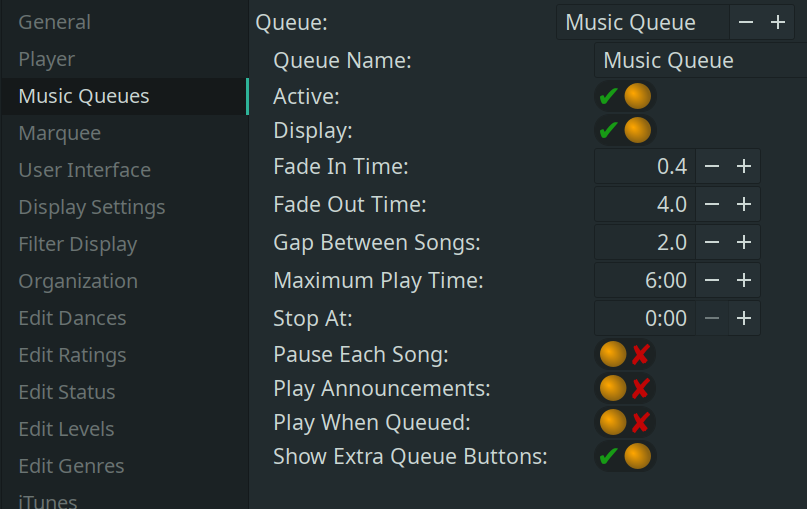 General
Player
Music Queues
Marquee
User Interface
Display Settings
Filter Display
Organization
Edit Dances
Edit Ratings
Edit Status
Edit Levels
Edit Genres
iTunes
Queue: Music Queue − +
Queue Name: Music Queue
Active: ✔
Display: ✔
Fade In Time: 0.4 − +
Fade Out Time: 4.0 − +
Gap Between Songs: 2.0 − +
Maximum Play Time: 6:00 − +
Stop At: 0:00 − +
Pause Each Song: ✘
Play Announcements: ✘
Play When Queued: ✘
Show Extra Queue Buttons: ✔